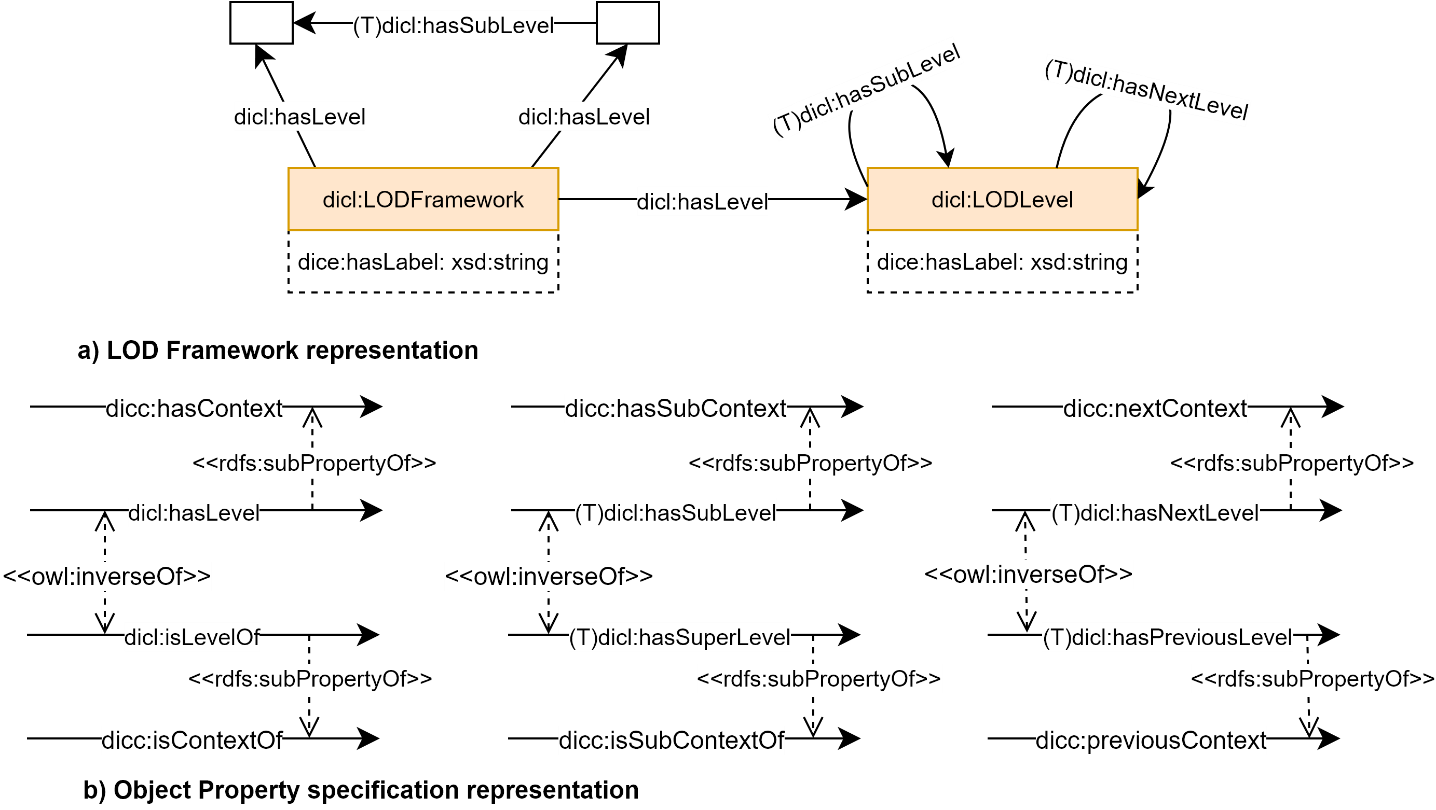 (T)dicl:hasSubLevel
dicl:hasLevel
dicl:hasLevel
(T)dicl:hasSubLevel
(T)dicl:hasNextLevel
dicl:LODFramework
dicl:hasLevel
dicl:LODLevel
dice:hasLabel: xsd:string
dice:hasLabel: xsd:string
a) LOD Framework representation
dicc:hasContext
dicc:hasSubContext
dicc:nextContext
<<rdfs:subPropertyOf>>
<<rdfs:subPropertyOf>>
<<rdfs:subPropertyOf>>
dicl:hasLevel
(T)dicl:hasSubLevel
(T)dicl:hasNextLevel
<<owl:inverseOf>>
<<owl:inverseOf>>
<<owl:inverseOf>>
dicl:isLevelOf
(T)dicl:hasSuperLevel
(T)dicl:hasPreviousLevel
<<rdfs:subPropertyOf>>
<<rdfs:subPropertyOf>>
<<rdfs:subPropertyOf>>
dicc:isContextOf
dicc:isSubContextOf
dicc:previousContext
b) Object Property specification representation